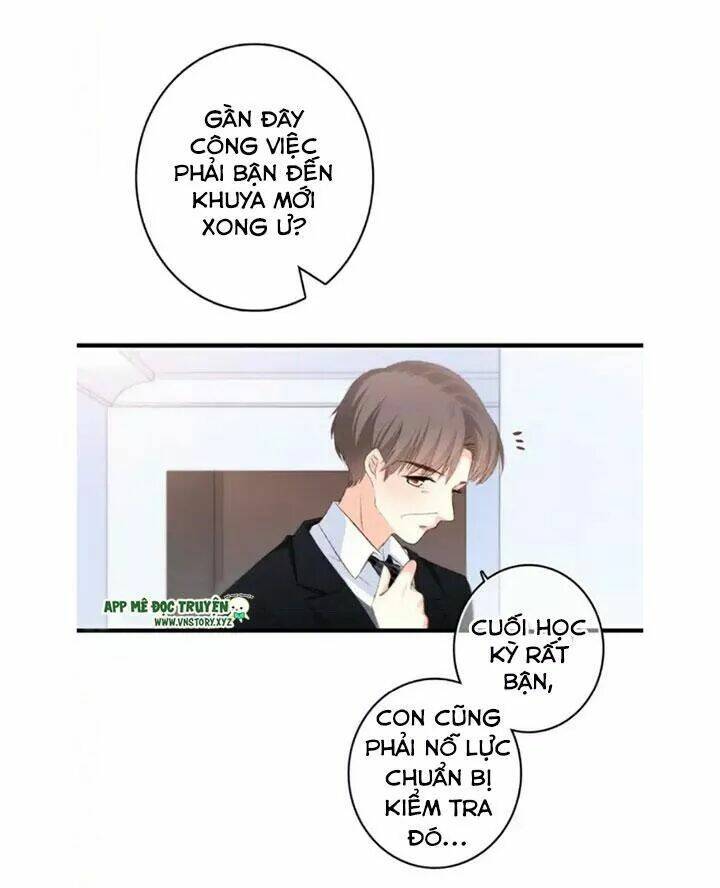 GẦN ĐÂY
CÔNG VIỆC
PHẢI BẬN ĐẾN
KHUYA MỚI
XONG Ư?
APP MÊ ĐỌC TRUYỆN
WWW.VNSTORY.XYZ
CUỐI HỌC
KỲ RẤT
BẬN,
CON CŨNG
PHẢI NỖ LỰC
CHUẨN BỊ
KIỂM TRA
ĐÓ...